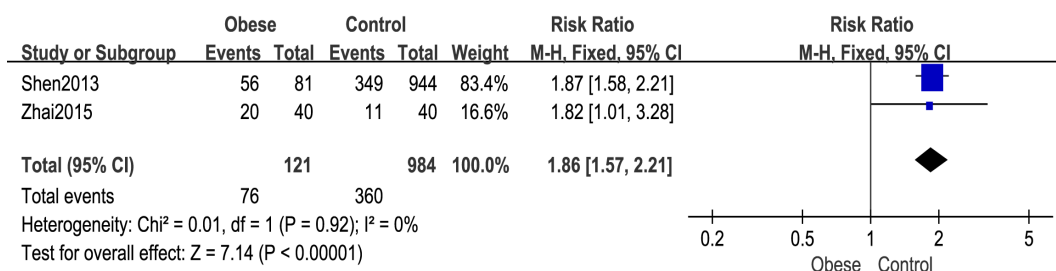 Obese Control Risk Ratio Risk Ratio
Study or Subgroup Events Total Events Total Weight M-H, Fixed, 95% CI M-H, Fixed, 95% CI
Shen2013 56 81 349 944 83.4% 1.87 [1.58, 2.21]
Zhai2015 20 40 11 40 16.6% 1.82 [1.01, 3.28]
Total (95% CI) 121 984 100.0% 1.86 [1.57, 2.21]
Total events 76 360
Heterogeneity: Chi² = 0.01, df = 1 (P = 0.92); I² = 0%
Test for overall effect: Z = 7.14 (P < 0.00001)
0.2 0.5 1 2 5
Obese Control